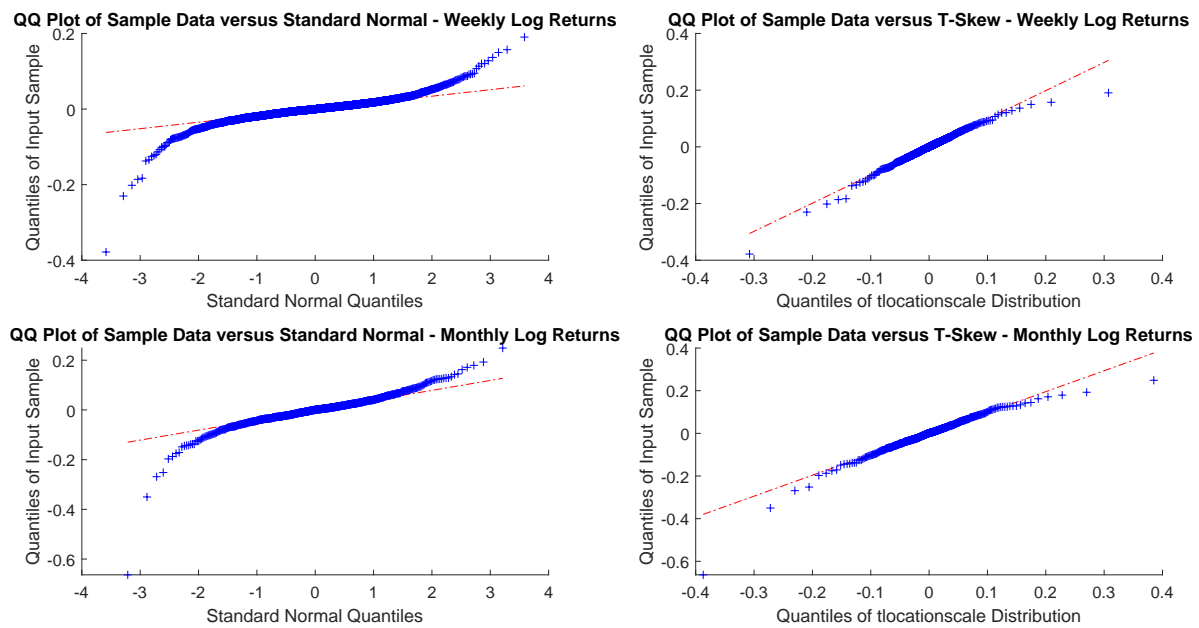 QQ Plot of Sample Data versus Standard Normal - Weekly Log Returns
0.2
0
-0.2
-0.4
Quantiles of Input Sample
-4 -3 -2 -1 0 1 2 3 4
Standard Normal Quantiles
QQ Plot of Sample Data versus T-Skew - Weekly Log Returns
0.4
0.2
0
-0.2
-0.4
Quantiles of Input Sample
-0.4 -0.3 -0.2 -0.1 0 0.1 0.2 0.3 0.4
Quantiles of tlocationscale Distribution
QQ Plot of Sample Data versus Standard Normal - Monthly Log Returns
0.2
0
-0.2
-0.4
-0.6
Quantiles of Input Sample
-4 -3 -2 -1 0 1 2 3 4
Standard Normal Quantiles
QQ Plot of Sample Data versus T-Skew - Monthly Log Returns
0.4
0.2
0
-0.2
-0.4
-0.6
Quantiles of Input Sample
-0.4 -0.3 -0.2 -0.1 0 0.1 0.2 0.3 0.4
Quantiles of tlocationscale Distribution